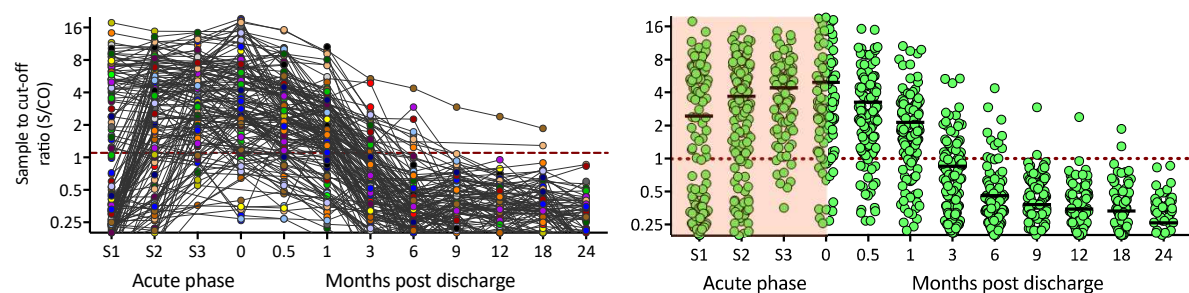 Sample to cut-off
ratio (S/CO)
16
8
4
2
1
0.5
0.25
S1 S2 S3 0 0.5 1 3 6 9 12 18 24
Acute phase Months post discharge
16
8
4
2
1
0.5
0.25
S1 S2 S3 0 0.5 1 3 6 9 12 18 24
Acute phase Months post discharge